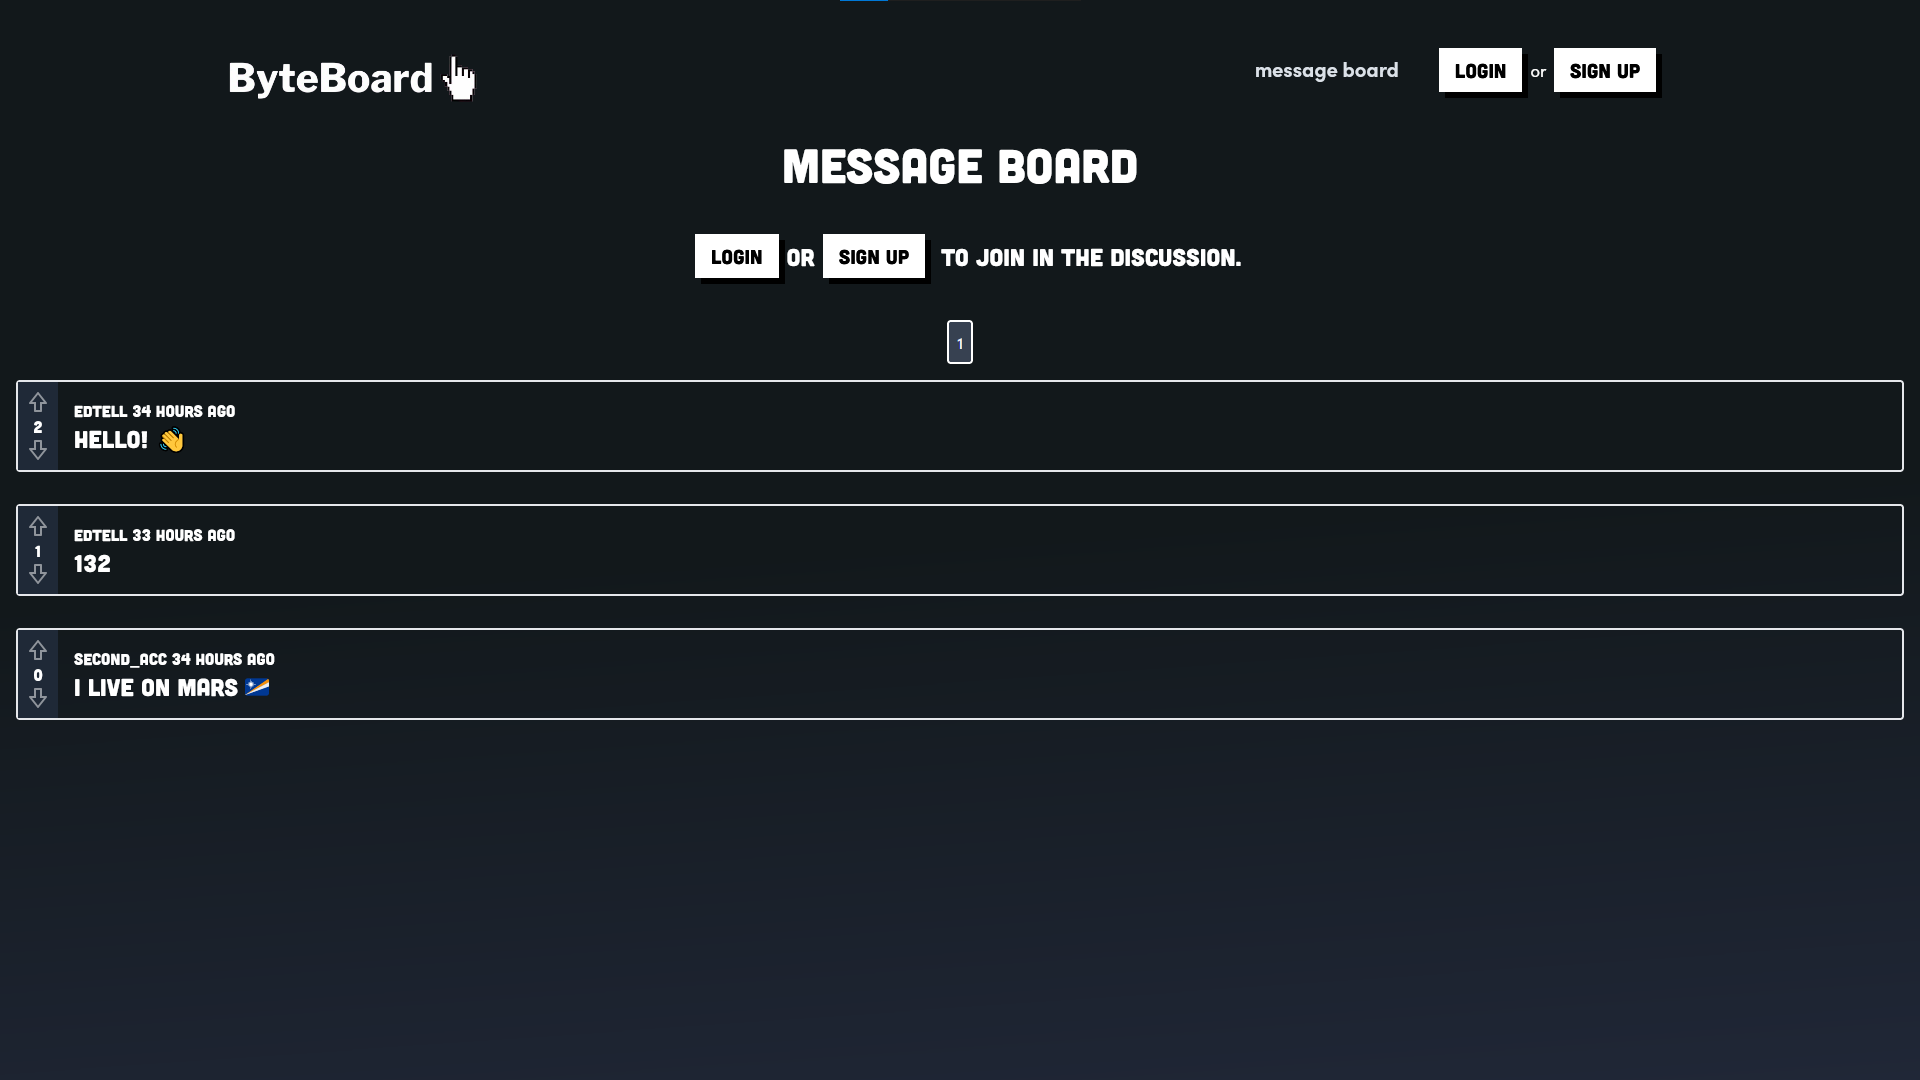 ByteBoard
message board
LOGIN or SIGN UP
MESSAGE BOARD
LOGIN OR SIGN UP TO JOIN IN THE DISCUSSION.
1
EDTELL 34 HOURS AGO
2
HELLO! 👋
EDTELL 33 HOURS AGO
1
132
SECOND_ACC 34 HOURS AGO
0
I LIVE ON MARS 🇲🇭